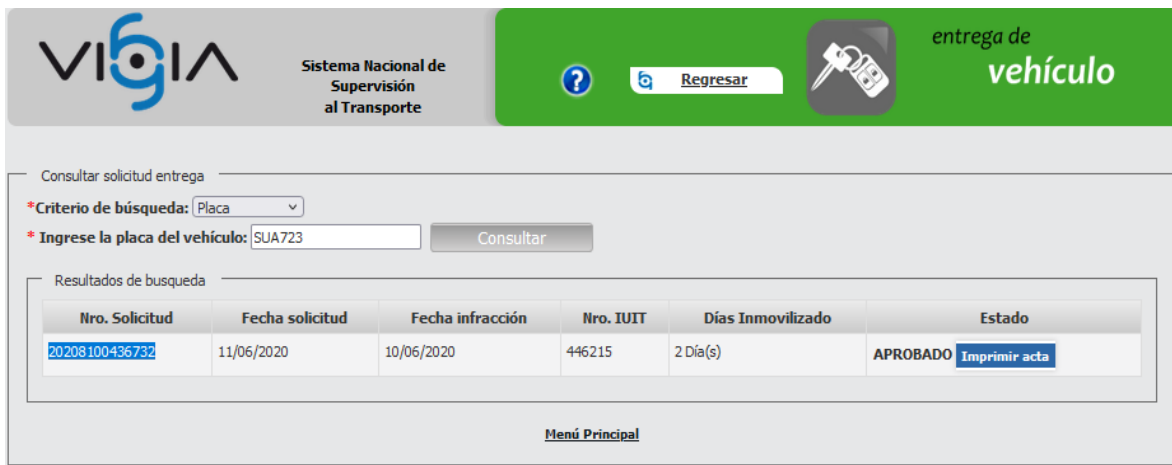 VIGIA
Sistema Nacional de
Supervisión
al Transporte
?
Regresar
entrega de
vehículo
Consultar solicitud entrega
*Criterio de búsqueda: Placa
* Ingrese la placa del vehículo: SUA723 Consultar
Resultados de busqueda
Nro. Solicitud Fecha solicitud Fecha infracción Nro. IUIT Días Inmovilizado Estado
20208100436732 11/06/2020 10/06/2020 446215 2 Día(s) APROBADO Imprimir acta
Menú Principal